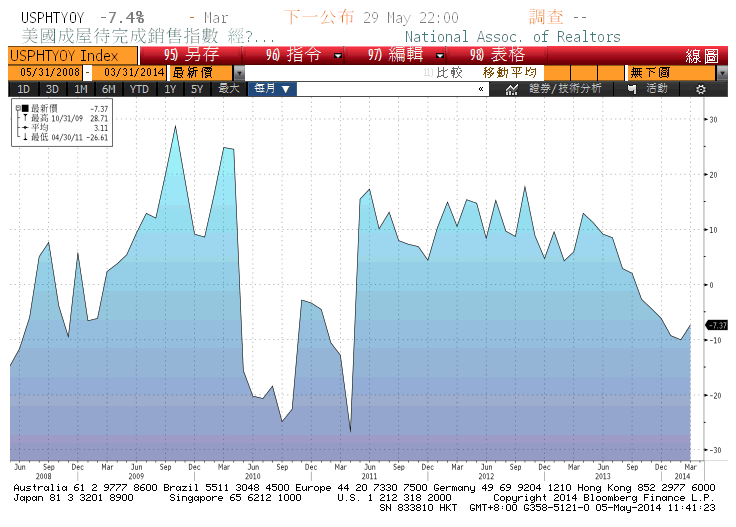 USPHTYOY -7.4% - Mar 下一公布 29 May 22:00 調查 --
美國成屋待完成銷售指數 經?... National Assoc. of Realtors
USPHTYOY Index 95) 另存 96) 指令 97) 編輯 98) 表格 線圖
05/31/2008 - 03/31/2014 最新價 比較 移動平均 無下價
1D 3D 1M 6M YTD 1Y 5Y 最大 每月 ▼ « 證券/技術分析 活動
最新價 -7.37
最高 10/31/09 28.71
平均 3.11
最低 04/30/11 -26.61
30
20
10
0
-7.37
-10
-20
-30
Jun Sep Dec Mar Jun Sep Dec Mar Jun Sep Dec Mar Jun Sep Dec Mar Jun Sep Dec Mar Jun Sep Dec Mar
2008 2009 2010 2011 2012 2013 2014
Australia 61 2 9777 8600 Brazil 5511 3048 4500 Europe 44 20 7330 7500 Germany 49 69 9204 1210 Hong Kong 852 2977 6000
Japan 81 3 3201 8900 Singapore 65 6212 1000 U.S. 1 212 318 2000 Copyright 2014 Bloomberg Finance L.P.
SN 833810 HKT GMT+8:00 G358-5121-0 05-May-2014 11:41:23